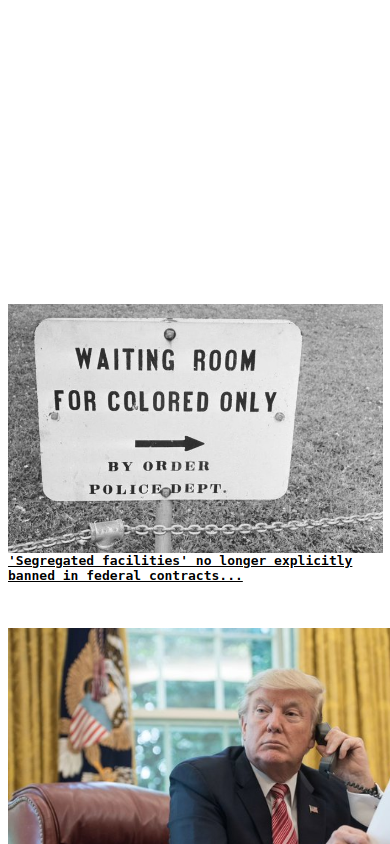 WAITING ROOM
FOR COLORED ONLY
BY ORDER
POLICE DEPT.
'Segregated facilities' no longer explicitly
banned in federal contracts...